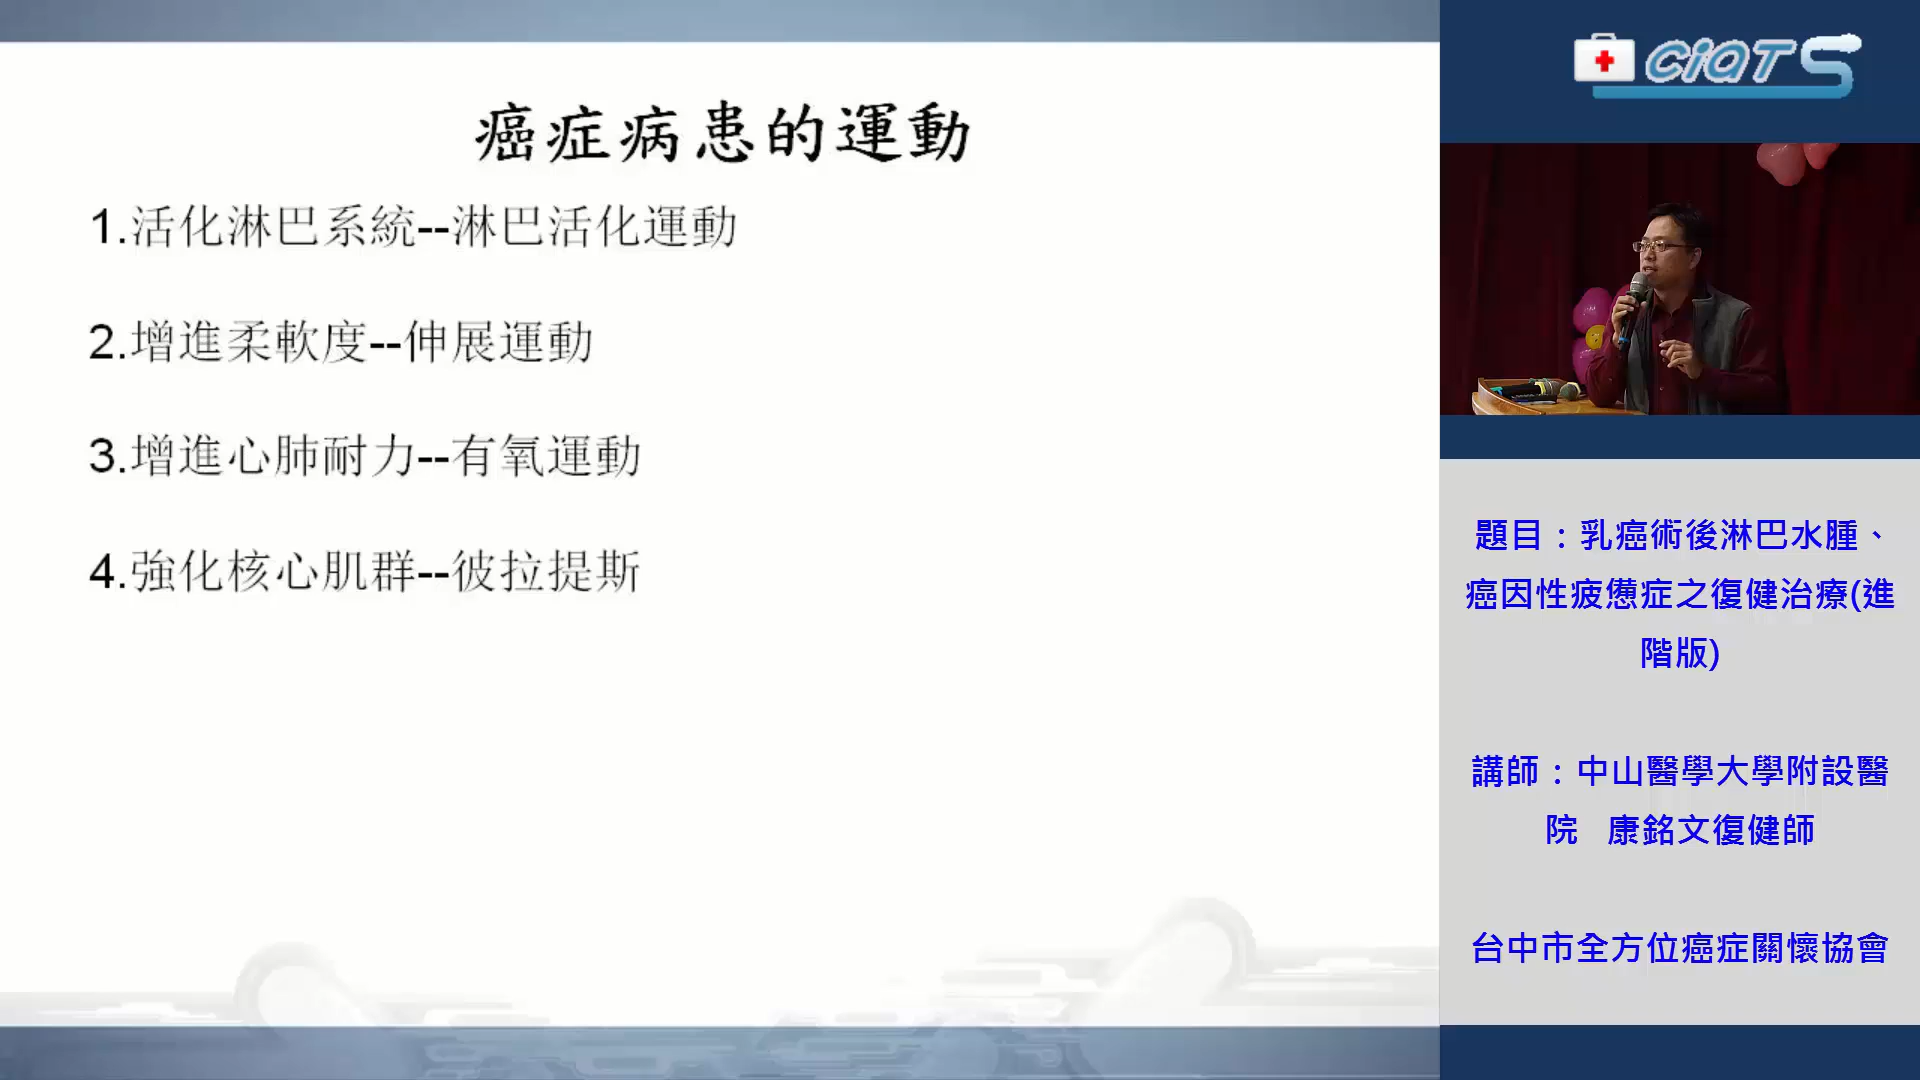 癌症病患的運動
1.活化淋巴系統--淋巴活化運動
2.增進柔軟度--伸展運動
3.增進心肺耐力--有氧運動
4.強化核心肌群--彼拉提斯
CiQTS
題目：乳癌術後淋巴水腫、
癌因性疲憊症之復健治療(進
階版)
講師：中山醫學大學附設醫
院 康銘文復健師
台中市全方位癌症關懷協會